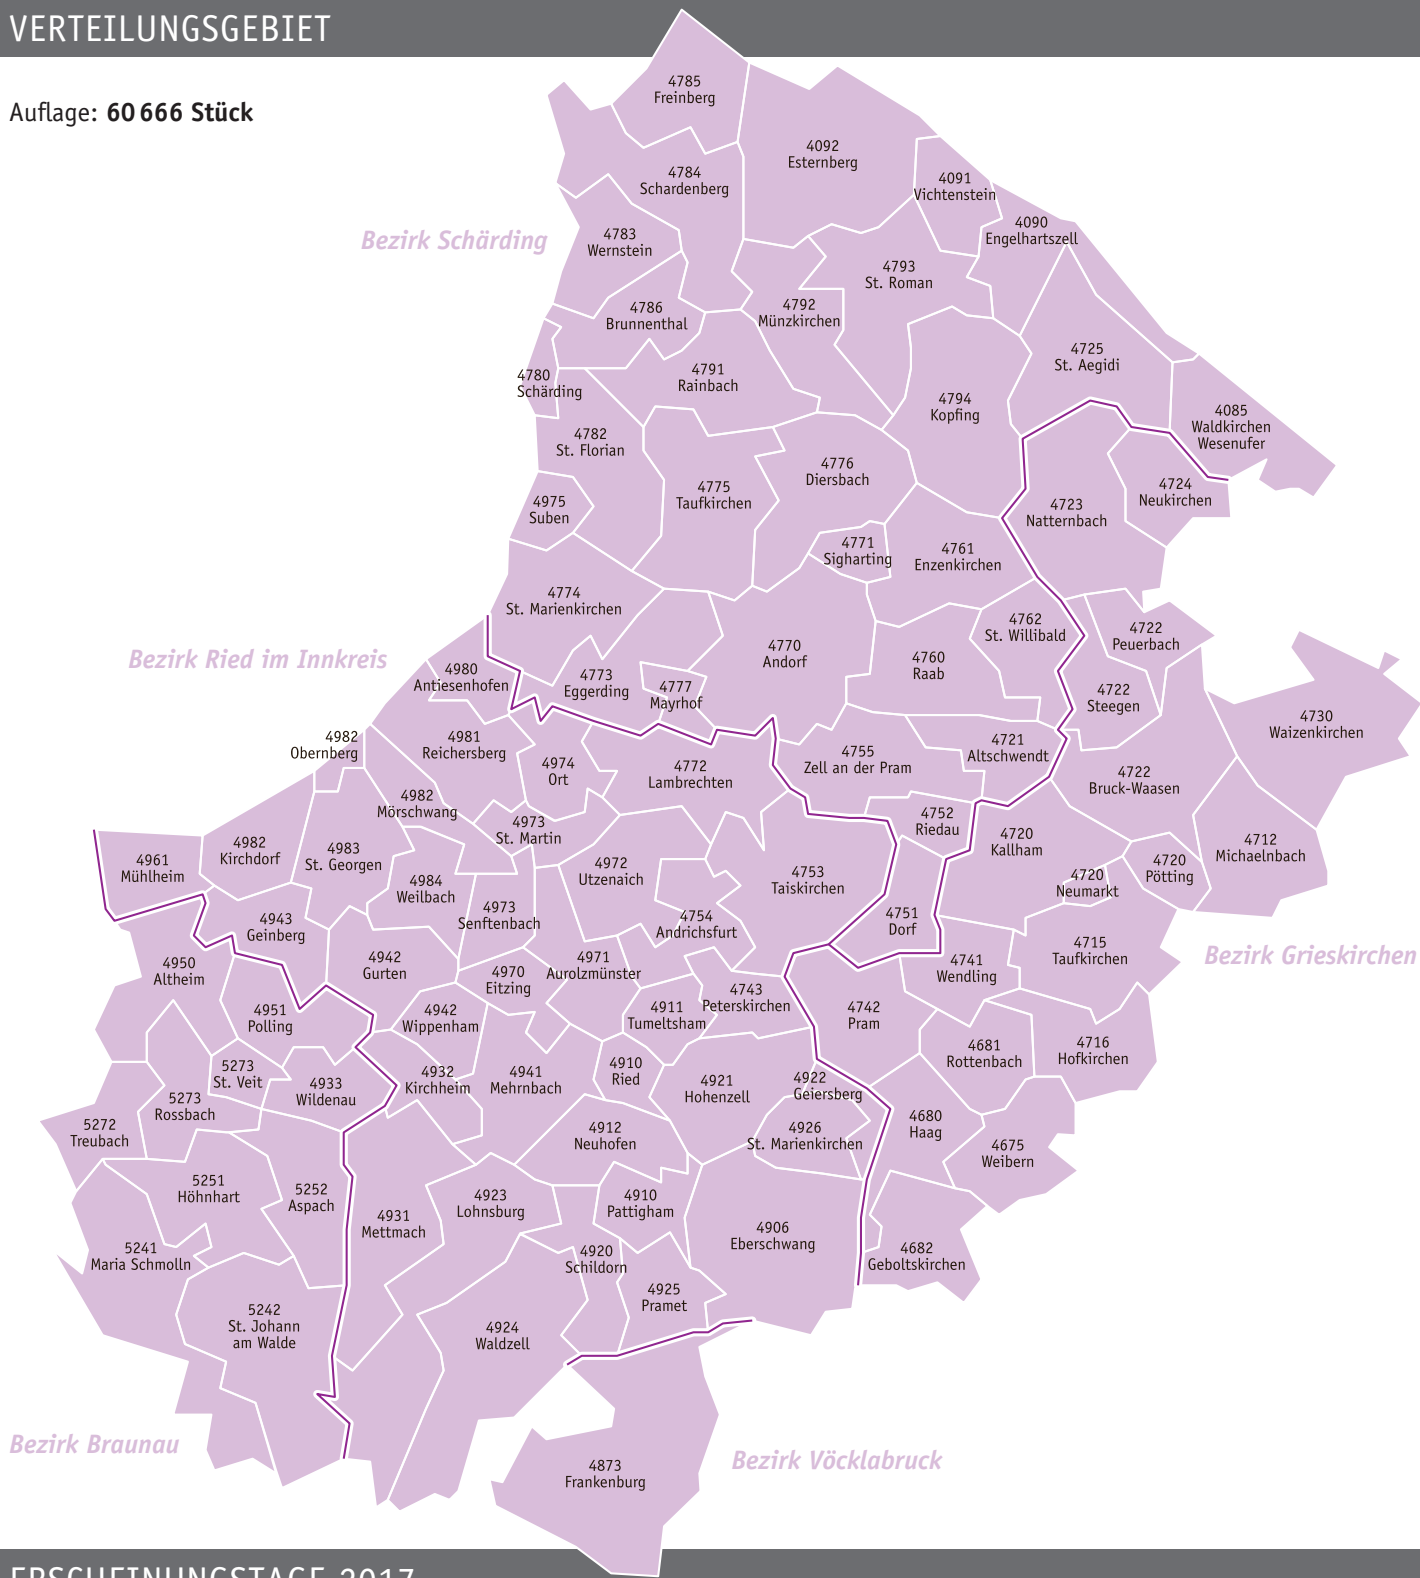 VERTEILUNGSGEBIET
Auflage: 60 666 Stück
4785
Freinberg
4092
Esternberg
4784
Schardenberg
4091
Vichtenstein
4090
Engelhartszell
Bezirk Schärding
4783
Wernstein
4793
St. Roman
4786
Brunnenthal
4792
Münzkirchen
4725
St. Aegidi
4780
Schärding
4791
Rainbach
4794
Kopfing
4085
Waldkirchen
Wesenufer
4782
St. Florian
4776
Diersbach
4775
Taufkirchen
4724
Neukirchen
4975
Suben
4723
Natternbach
4771
Sigharting
4761
Enzenkirchen
4774
St. Marienkirchen
4762
St. Willibald
4722
Peuerbach
Bezirk Ried im Innkreis
4770
Andorf
4760
Raab
4980
Antiesenhofen
4773
Eggerding
4777
Mayrhof
4722
Steegen
4730
Waizenkirchen
4982
Obernberg
4981
Reichersberg
4974
Ort
4772
Lambrechten
4755
Zell an der Pram
4721
Altschwendt
4722
Bruck-Waasen
4982
Mörschwang
4973
St. Martin
4752
Riedau
4720
Kallham
4712
Michaelnbach
4961
Mühlheim
4982
Kirchdorf
4983
St. Georgen
4984
Weilbach
4972
Utzenaich
4753
Taiskirchen
4720
Neumarkt
4720
Pötting
4943
Geinberg
4973
Senftenbach
4754
Andrichsfurt
4751
Dorf
4715
Taufkirchen
Bezirk Grieskirchen
4950
Altheim
4942
Gurten
4970
Eitzing
4971
Aurolzmünster
4741
Wendling
4951
Polling
4942
Wippenham
4911
Tumeltsham
4743
Peterskirchen
4742
Pram
4681
Rottenbach
4716
Hofkirchen
5273
St. Veit
4933
Wildenau
4932
Kirchheim
4941
Mehrnbach
4910
Ried
4921
Hohenzell
4922
Geiersberg
5273
Rossbach
5272
Treubach
4912
Neuhofen
4926
St. Marienkirchen
4680
Haag
4675
Weibern
5251
Höhnhart
5252
Aspach
4931
Mettmach
4923
Lohnsburg
4910
Pattigham
4906
Eberschwang
5241
Maria Schmolln
4920
Schildorn
4682
Geboltskirchen
4925
Pramet
5242
St. Johann
am Walde
4924
Waldzell
Bezirk Braunau
Bezirk Vöcklabruck
4873
Frankenburg
ERSCHEINUNGSTAGE 2017